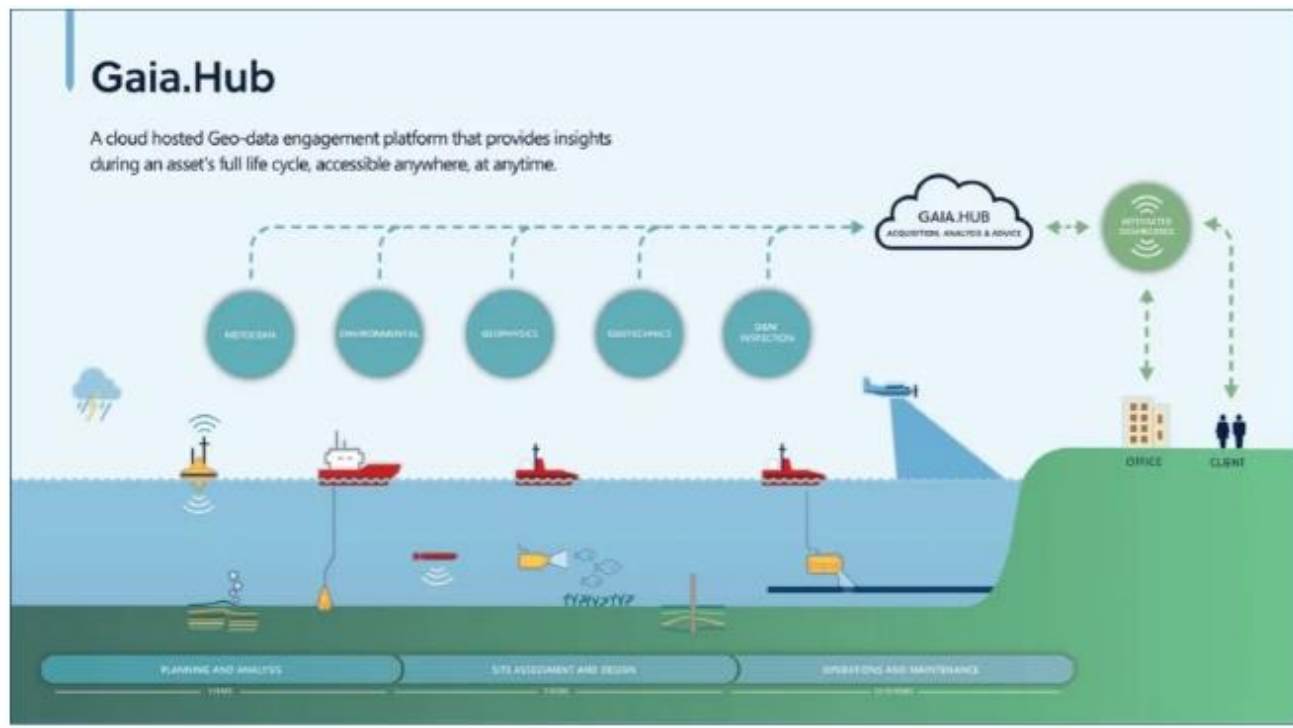 Gaia.Hub
A cloud hosted Geo-data engagement platform that provides insights
during an asset's full life cycle, accessible anywhere, at anytime.
GAIA.HUB
ACQUISITION, ANALYSIS & ADVICE
INTEGRATED
DASHBOARDS
METOCEAN
ENVIRONMENTAL
GEOPHYSICS
GEOTECHNICS
INSPECTION
OFFICE
CLIENT
PLANNING AND ANALYSIS
SITE ASSESSMENT AND DESIGN
OPERATIONS AND MAINTENANCE